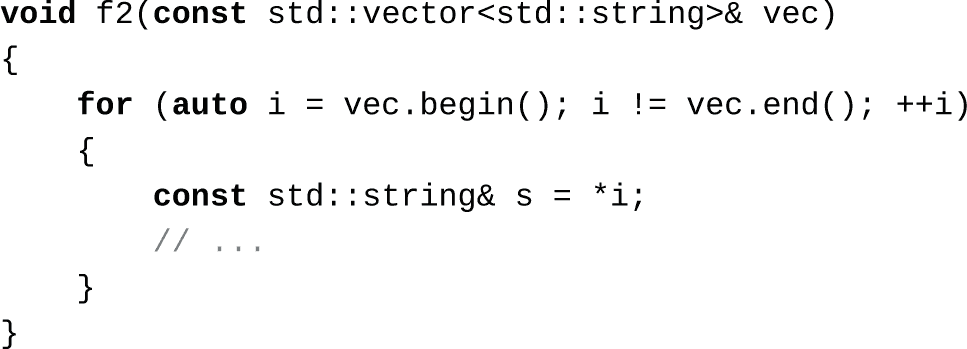 void f2(const std::vector<std::string>& vec)
{
    for (auto i = vec.begin(); i != vec.end(); ++i)
    {
        const std::string& s = *i;
        // ...
    }
}